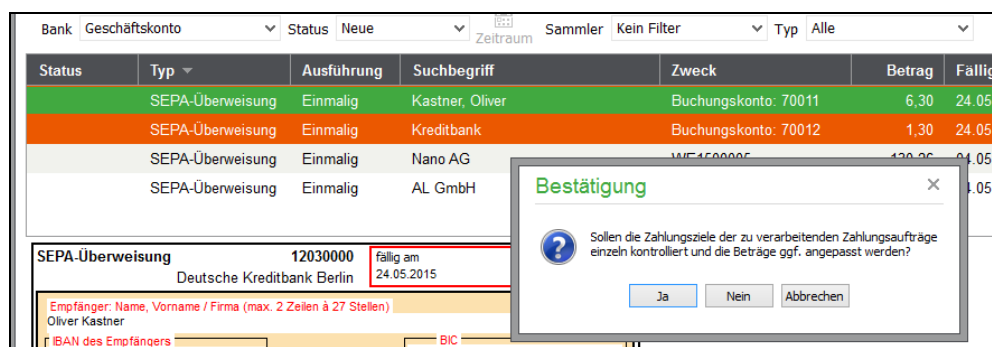 Bank Geschäftskonto Status Neue Zeitraum Sammler Kein Filter Typ Alle
Status Typ Ausführung Suchbegriff Zweck Betrag Fällig
SEPA-Überweisung Einmalig Kastner, Oliver Buchungskonto: 70011 6,30 24.05
SEPA-Überweisung Einmalig Kreditbank Buchungskonto: 70012 1,30 24.05
SEPA-Überweisung Einmalig Nano AG
SEPA-Überweisung Einmalig AL GmbH
Bestätigung
Sollen die Zahlungsziele der zu verarbeitenden Zahlungsaufträge
einzeln kontrolliert und die Beträge ggf. angepasst werden?
Ja Nein Abbrechen
SEPA-Überweisung 12030000 fällig am
Deutsche Kreditbank Berlin 24.05.2015
Empfänger: Name, Vorname / Firma (max. 2 Zeilen à 27 Stellen)
Oliver Kastner
IBAN des Empfängers BIC